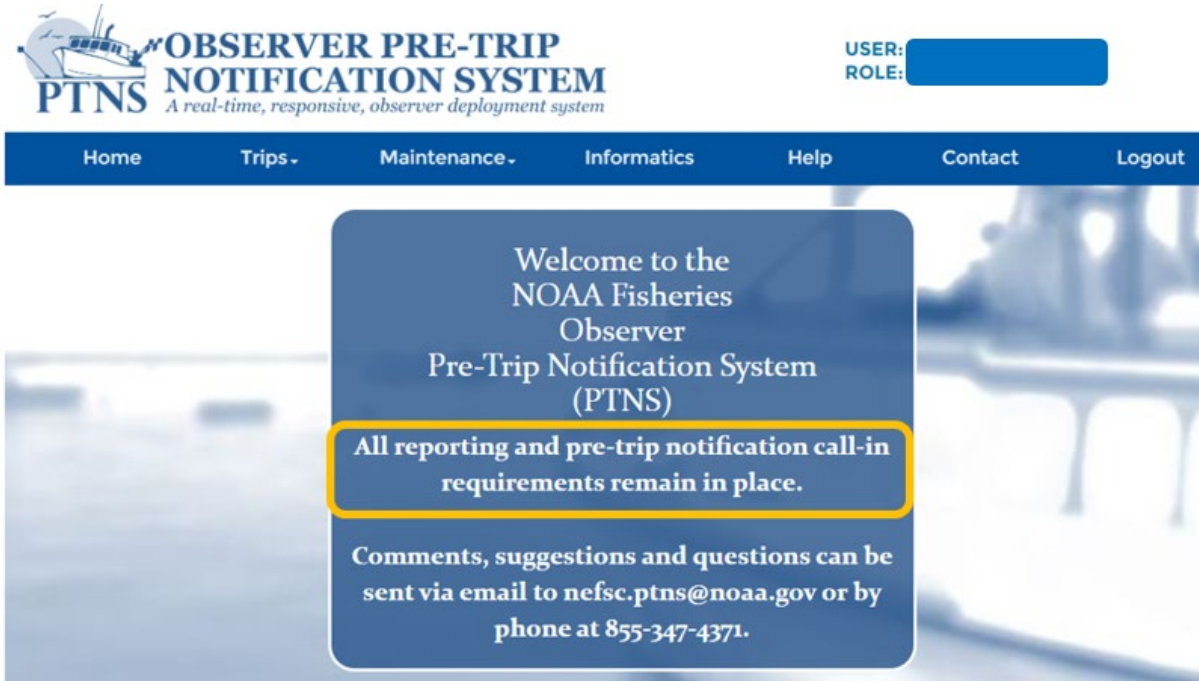 OBSERVER PRE-TRIP
NOTIFICATION SYSTEM
PTNS
A real-time, responsive, observer deployment system
USER:
ROLE:
Home Trips Maintenance Informatics Help Contact Logout
Welcome to the
NOAA Fisheries
Observer
Pre-Trip Notification System
(PTNS)
All reporting and pre-trip notification call-in
requirements remain in place.
Comments, suggestions and questions can be
sent via email to nefsc.ptns@noaa.gov or by
phone at 855-347-4371.